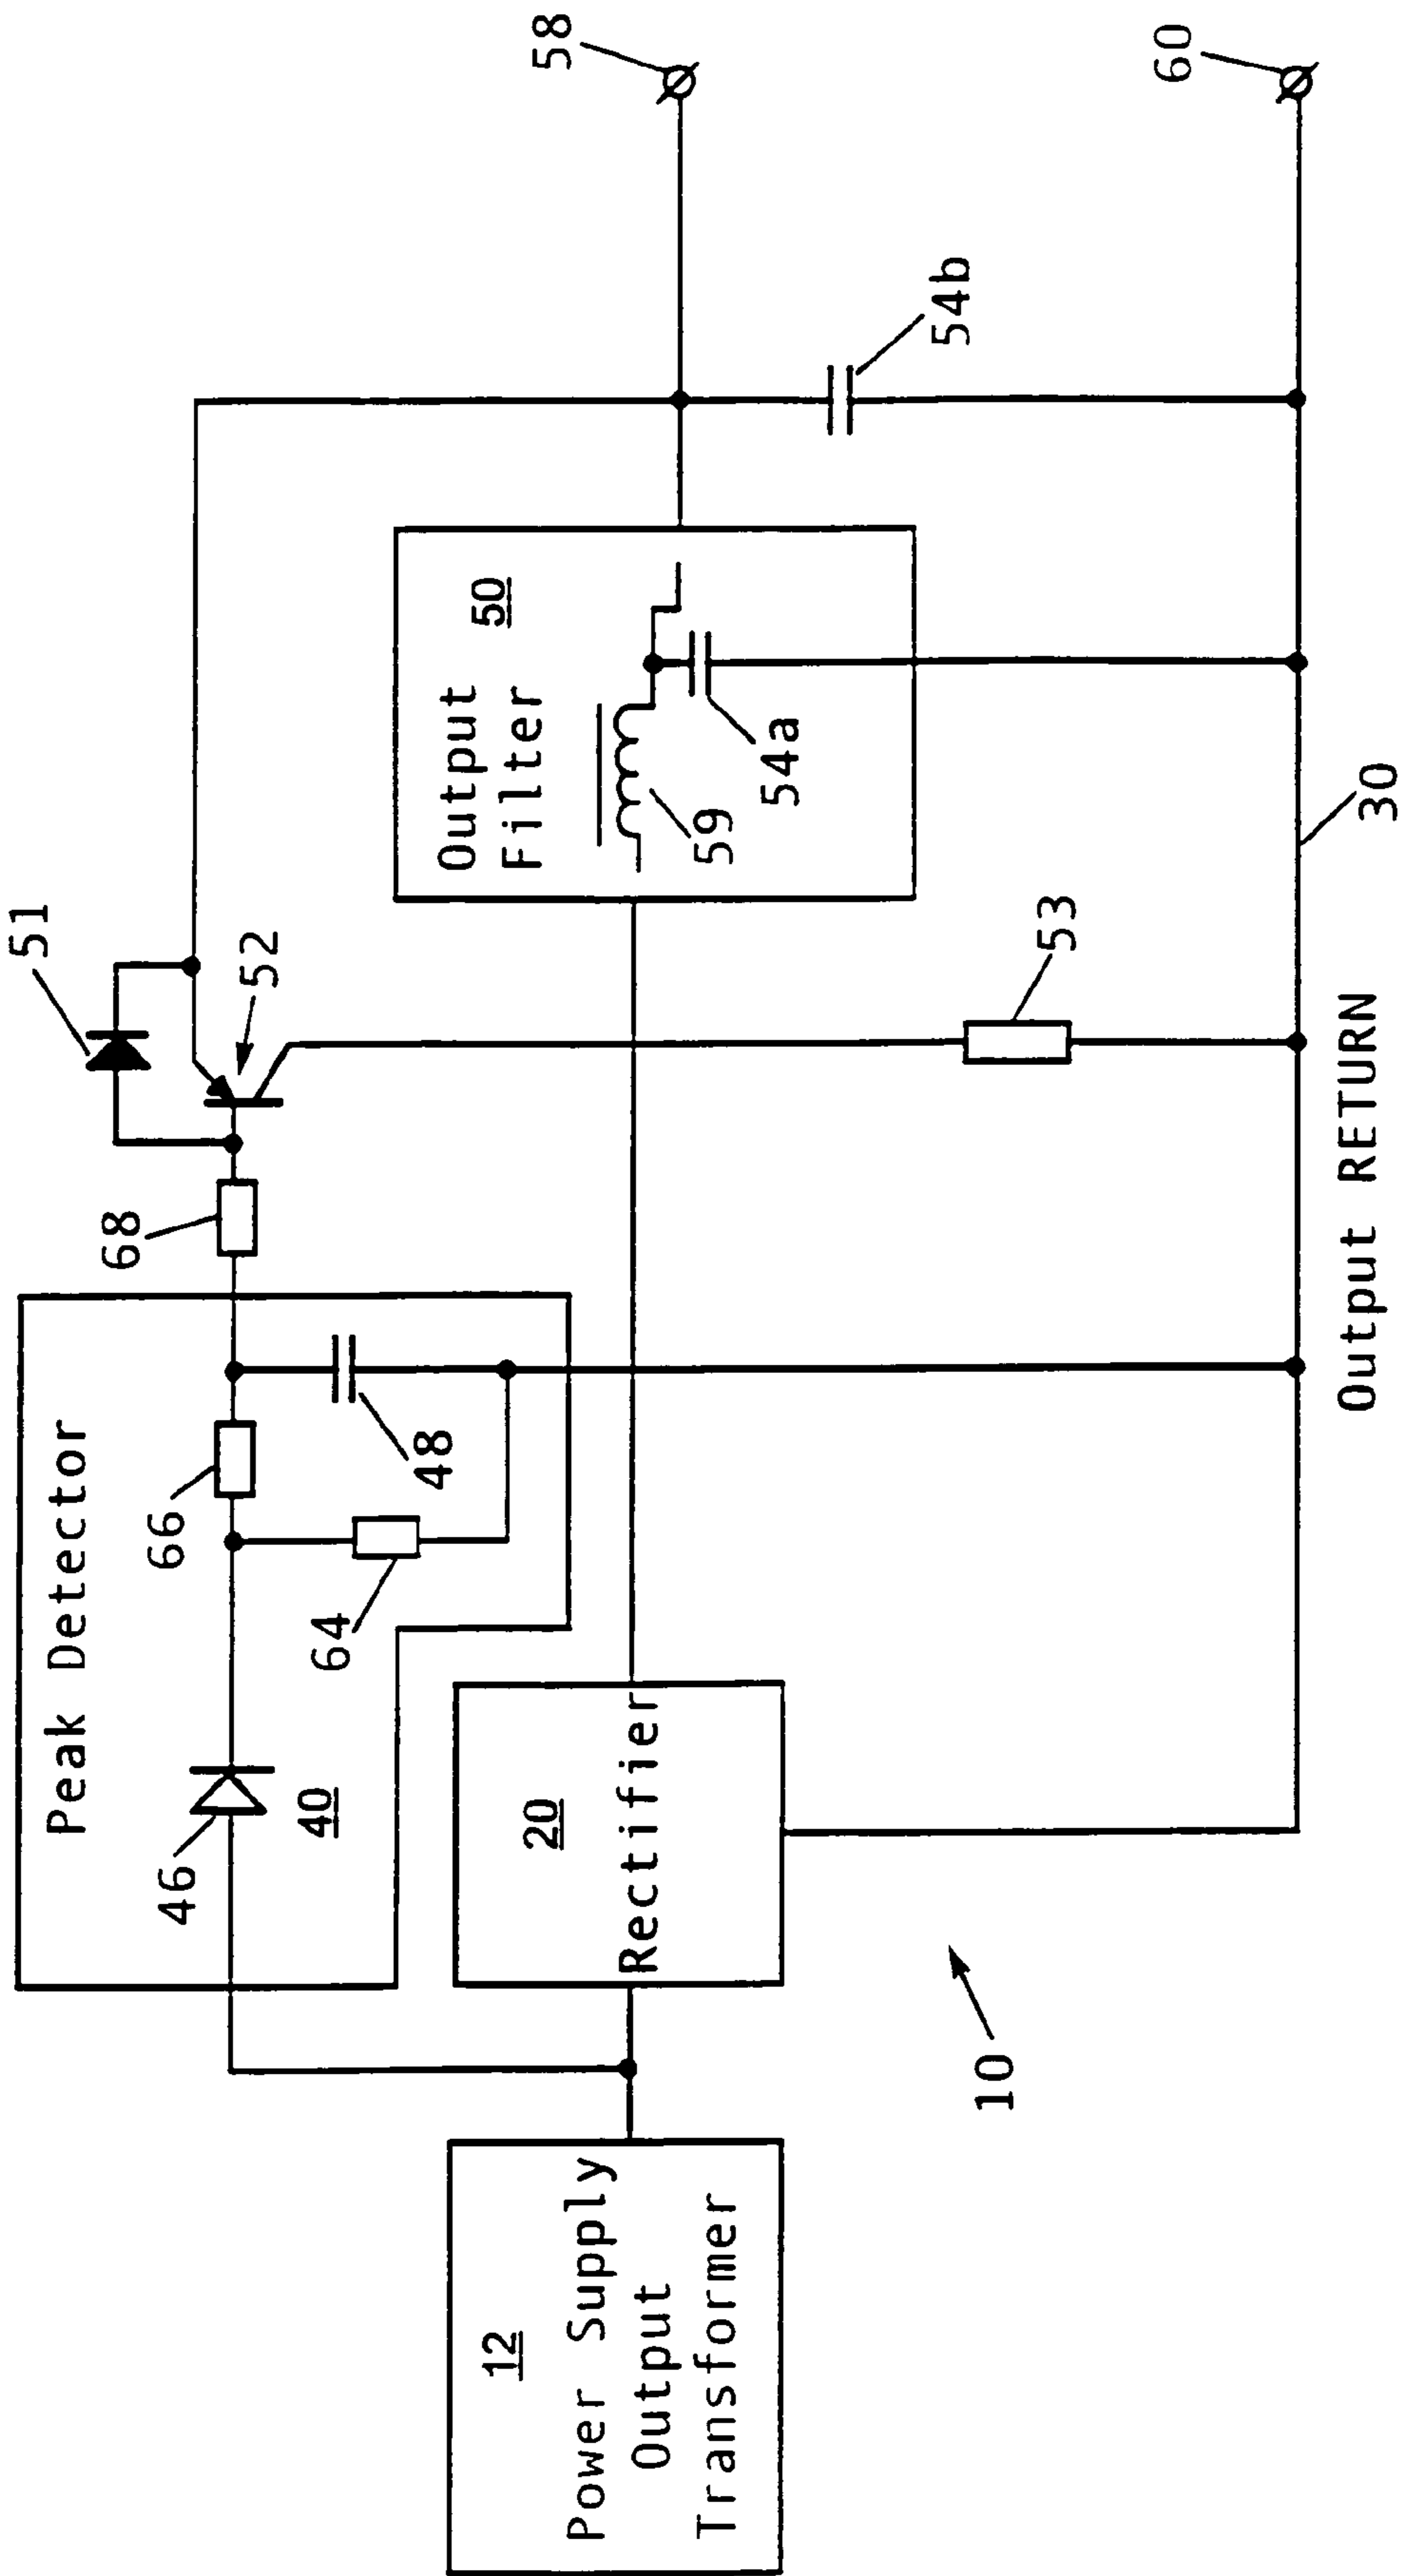 Peak Detector
46
40
66
64
48
68
51
52
58
Output
Filter
50
59
54a
54b
53
12
Power Supply
Output
Transformer
20
Rectifier
10
30
60
Output RETURN